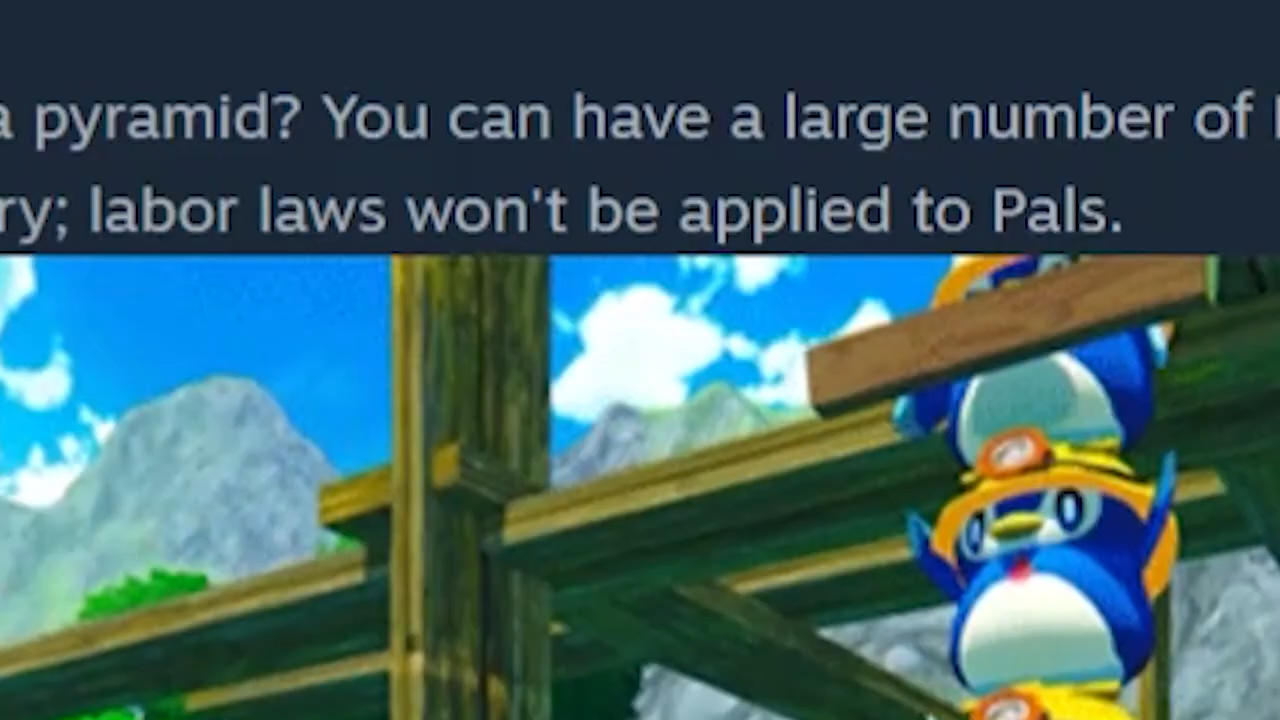 a pyramid? You can have a large number of
ry; labor laws won't be applied to Pals.